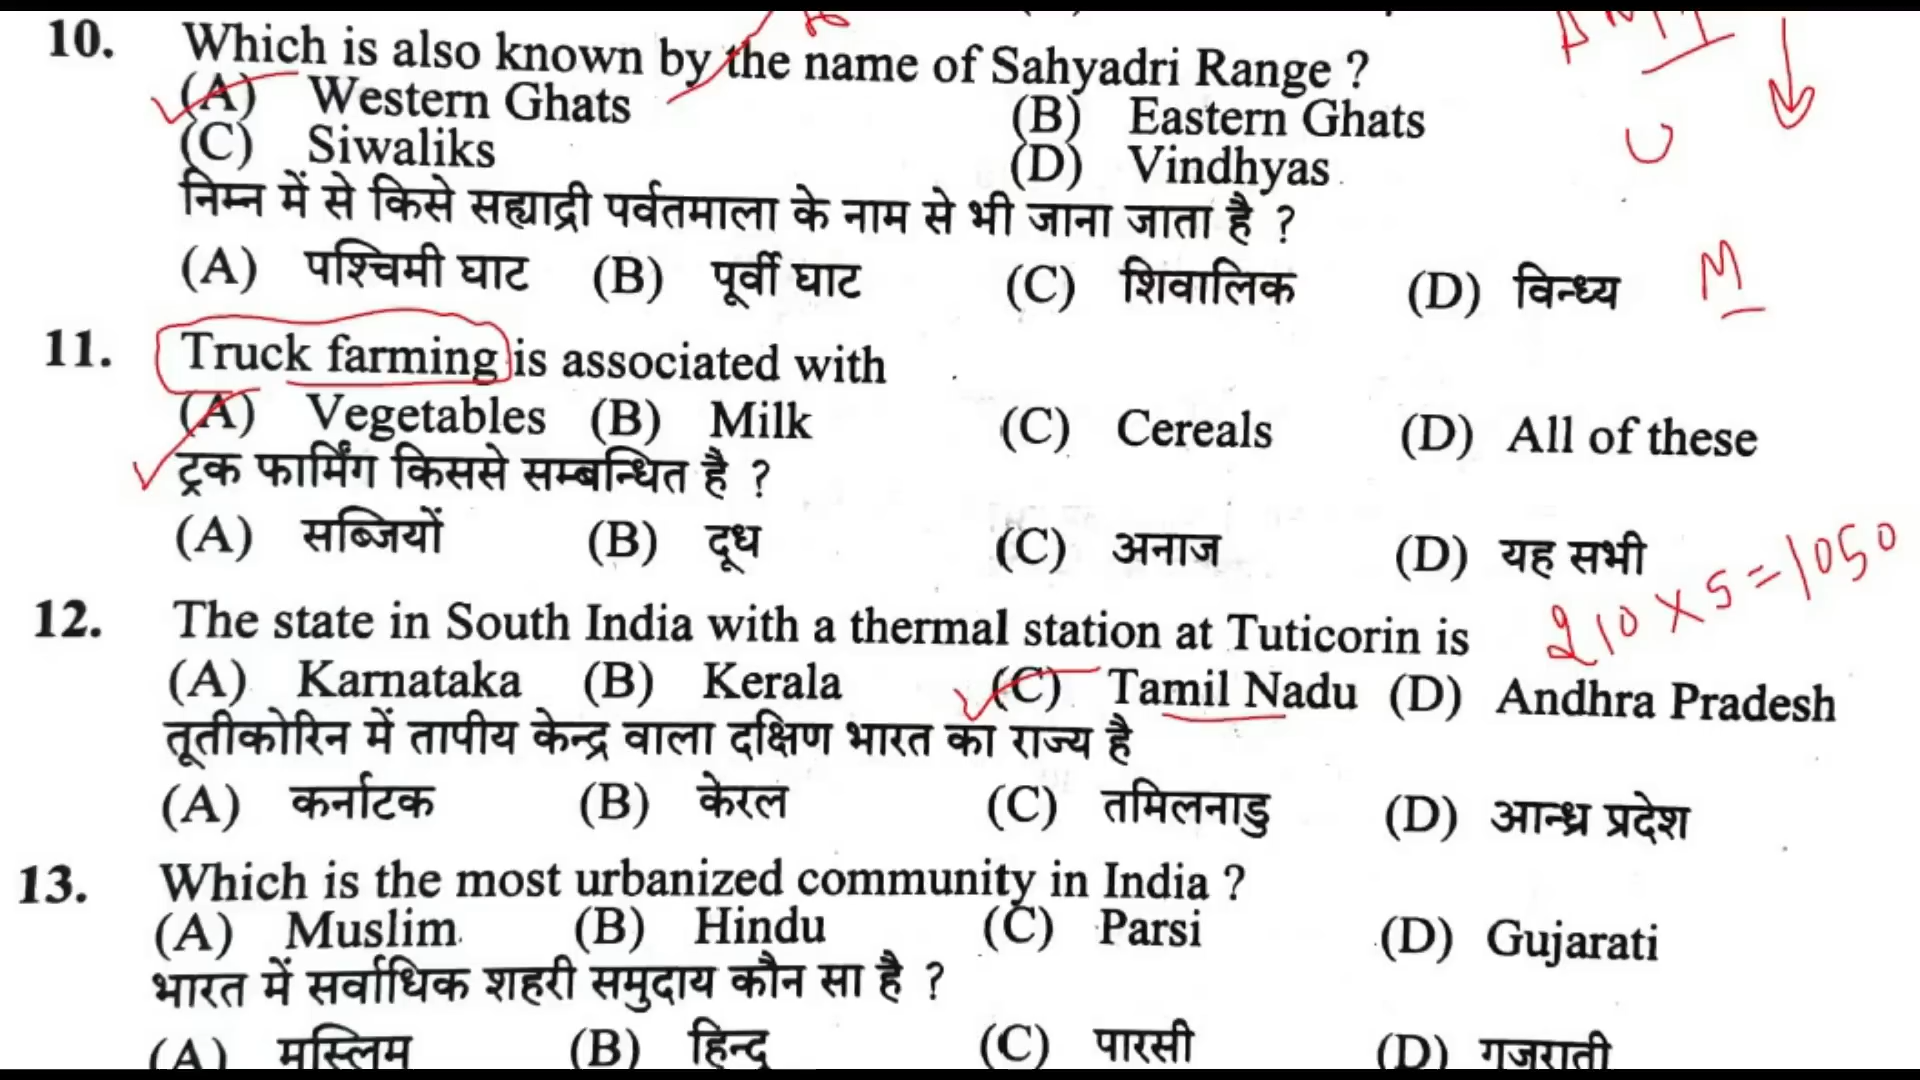 10. Which is also known by the name of Sahyadri Range ?
(A) Western Ghats (B) Eastern Ghats
(C) Siwaliks (D) Vindhyas
निम्न में से किसे सह्याद्री पर्वतमाला के नाम से भी जाना जाता है ?
(A) पश्चिमी घाट (B) पूर्वी घाट (C) शिवालिक (D) विन्ध्य
M
11. Truck farming is associated with
(A) Vegetables (B) Milk (C) Cereals (D) All of these
ट्रक फार्मिंग किससे सम्बन्धित है ?
(A) सब्जियों (B) दूध (C) अनाज (D) यह सभी
210 x 5 = 1050
12. The state in South India with a thermal station at Tuticorin is
(A) Karnataka (B) Kerala (C) Tamil Nadu (D) Andhra Pradesh
तूतीकोरिन में तापीय केन्द्र वाला दक्षिण भारत का राज्य है
(A) कर्नाटक (B) केरल (C) तमिलनाडु (D) आन्ध्र प्रदेश
13. Which is the most urbanized community in India ?
(A) Muslim (B) Hindu (C) Parsi (D) Gujarati
भारत में सर्वाधिक शहरी समुदाय कौन सा है ?
(A) मुस्लिम (B) हिन्दू (C) पारसी (D) गुजराती